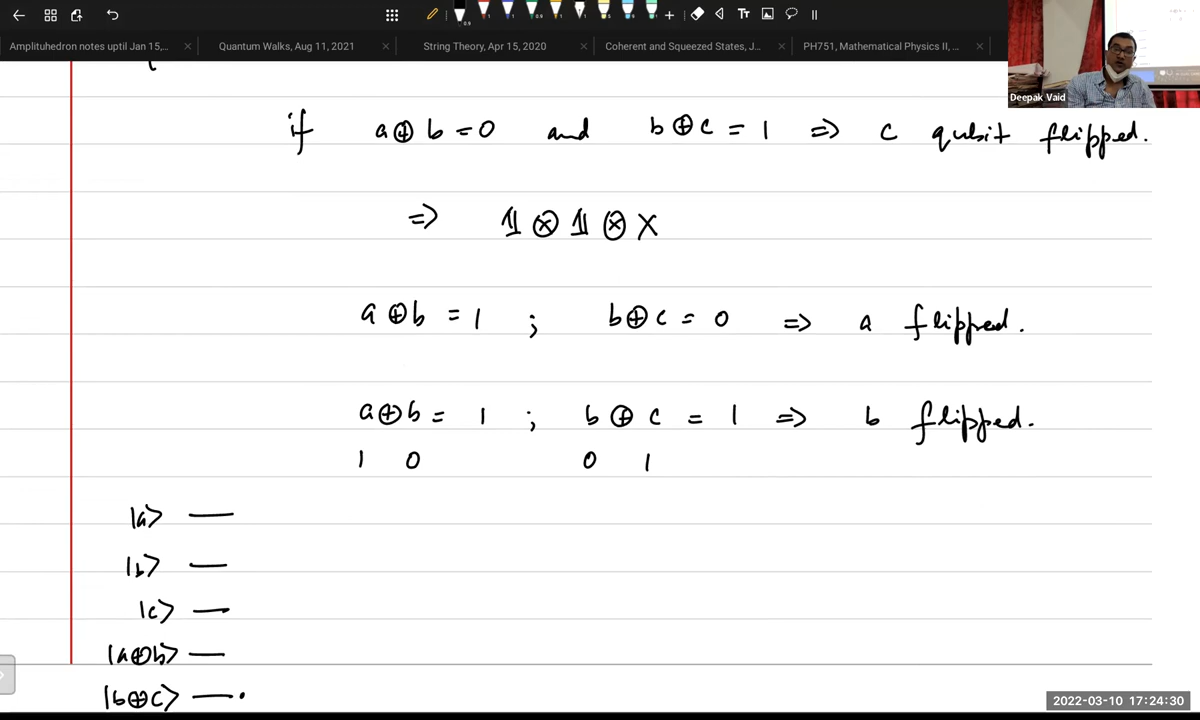 Amplituhedron notes uptil Jan 15,... × Quantum Walks, Aug 11, 2021 × String Theory, Apr 15, 2020 × Coherent and Squeezed States, J... × PH751, Mathematical Physics II, ... ×
Deepak Vaid
if a⊕b = 0 and b⊕c = 1 => c qubit flipped.
=> 𝟙 ⊗ 𝟙 ⊗ X
a⊕b = 1 ; b⊕c = 0 => a flipped.
a⊕b = 1 ; b⊕c = 1 => b flipped.
1 0 0 1
|a> —
|b> —
|c> —
|a⊕b> —
|b⊕c> —.
2022-03-10 17:24:30